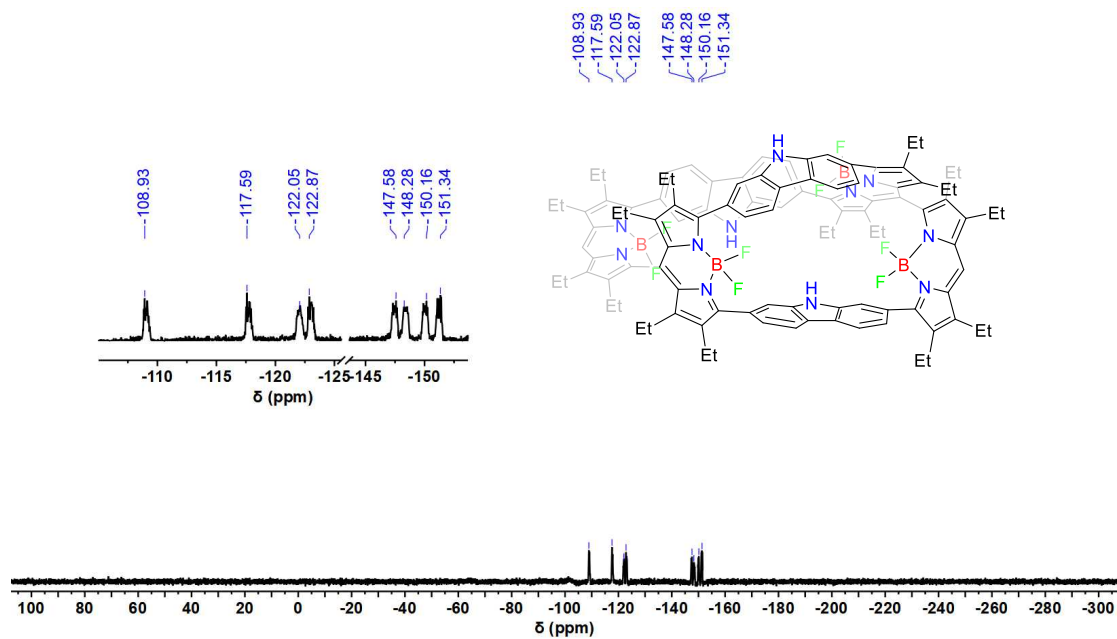 -108.93
-117.59
-122.05
-122.87
-147.58
-148.28
-150.16
-151.34
-108.93
-117.59
-122.05
-122.87
-147.58
-148.28
-150.16
-151.34
-110 -115 -120 -125 -145 -150
δ (ppm)
H
N
F
B
F
N
N
Et
Et
Et
Et
Et
Et
Et
Et
Et
Et
Et
N
N
B
F
F
N
H
N
N
B
F
F
H
N
N
N
B
F
F
Et
Et
Et
Et
Et
100 80 60 40 20 0 -20 -40 -60 -80 -100 -120 -140 -160 -180 -200 -220 -240 -260 -280 -300
δ (ppm)